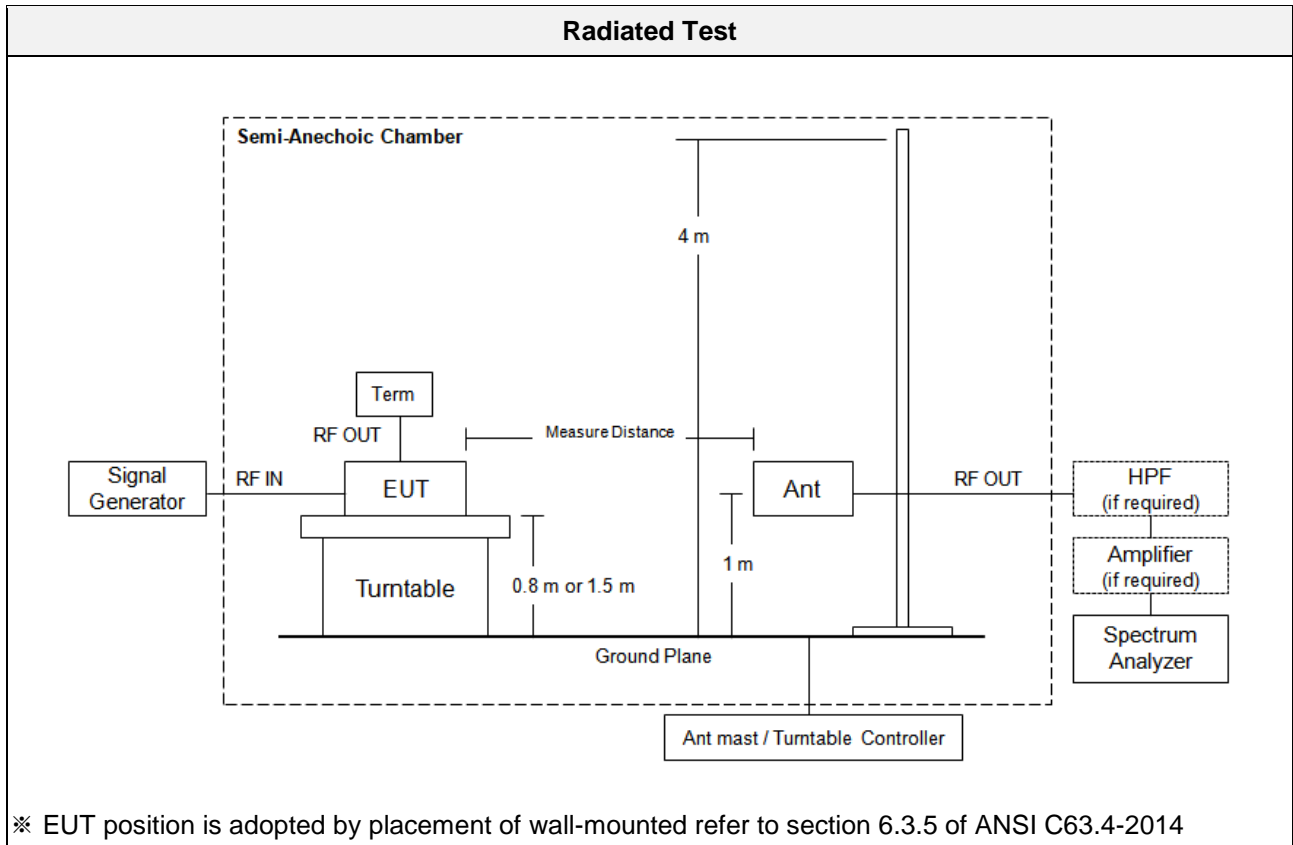 Radiated Test
Semi-Anechoic Chamber
4 m
Term
RF OUT
Measure Distance
Signal
Generator
RF IN
EUT
Ant
RF OUT
HPF
(if required)
Amplifier
(if required)
Spectrum
Analyzer
1 m
Turntable
0.8 m or 1.5 m
Ground Plane
Ant mast / Turntable Controller
※ EUT position is adopted by placement of wall-mounted refer to section 6.3.5 of ANSI C63.4-2014